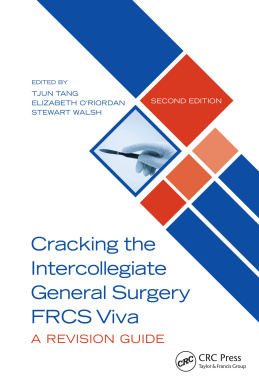 EDITED BY
TJUN TANG
ELIZABETH O'RIORDAN
STEWART WALSH
SECOND EDITION
Cracking the
Intercollegiate
General Surgery
FRCS Viva
A REVISION GUIDE
CRC Press
Taylor & Francis Group